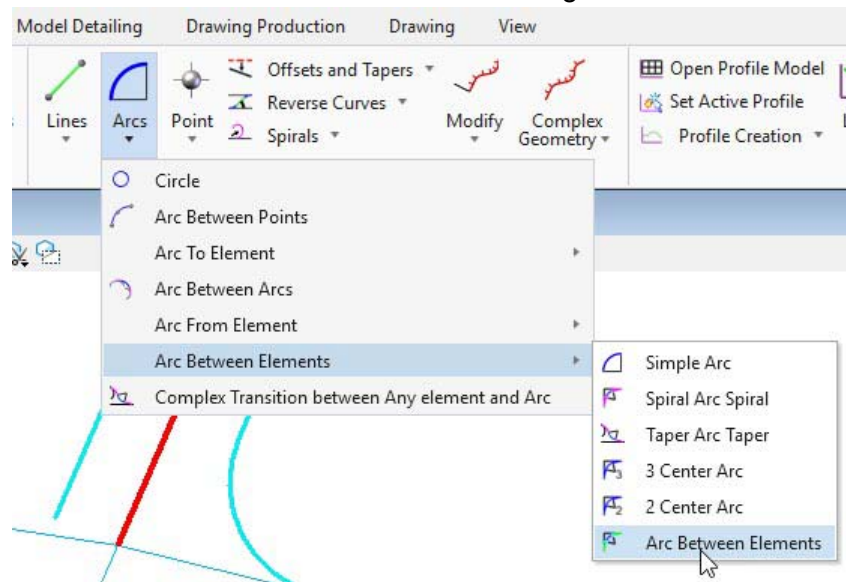 Model Detailing Drawing Production Drawing View
Lines
Arcs
Point
Offsets and Tapers
Reverse Curves
Spirals
Modify
Complex
Geometry
Open Profile Model
Set Active Profile
Profile Creation
Circle
Arc Between Points
Arc To Element
Arc Between Arcs
Arc From Element
Arc Between Elements
Complex Transition between Any element and Arc
Simple Arc
Spiral Arc Spiral
Taper Arc Taper
3 Center Arc
2 Center Arc
Arc Between Elements